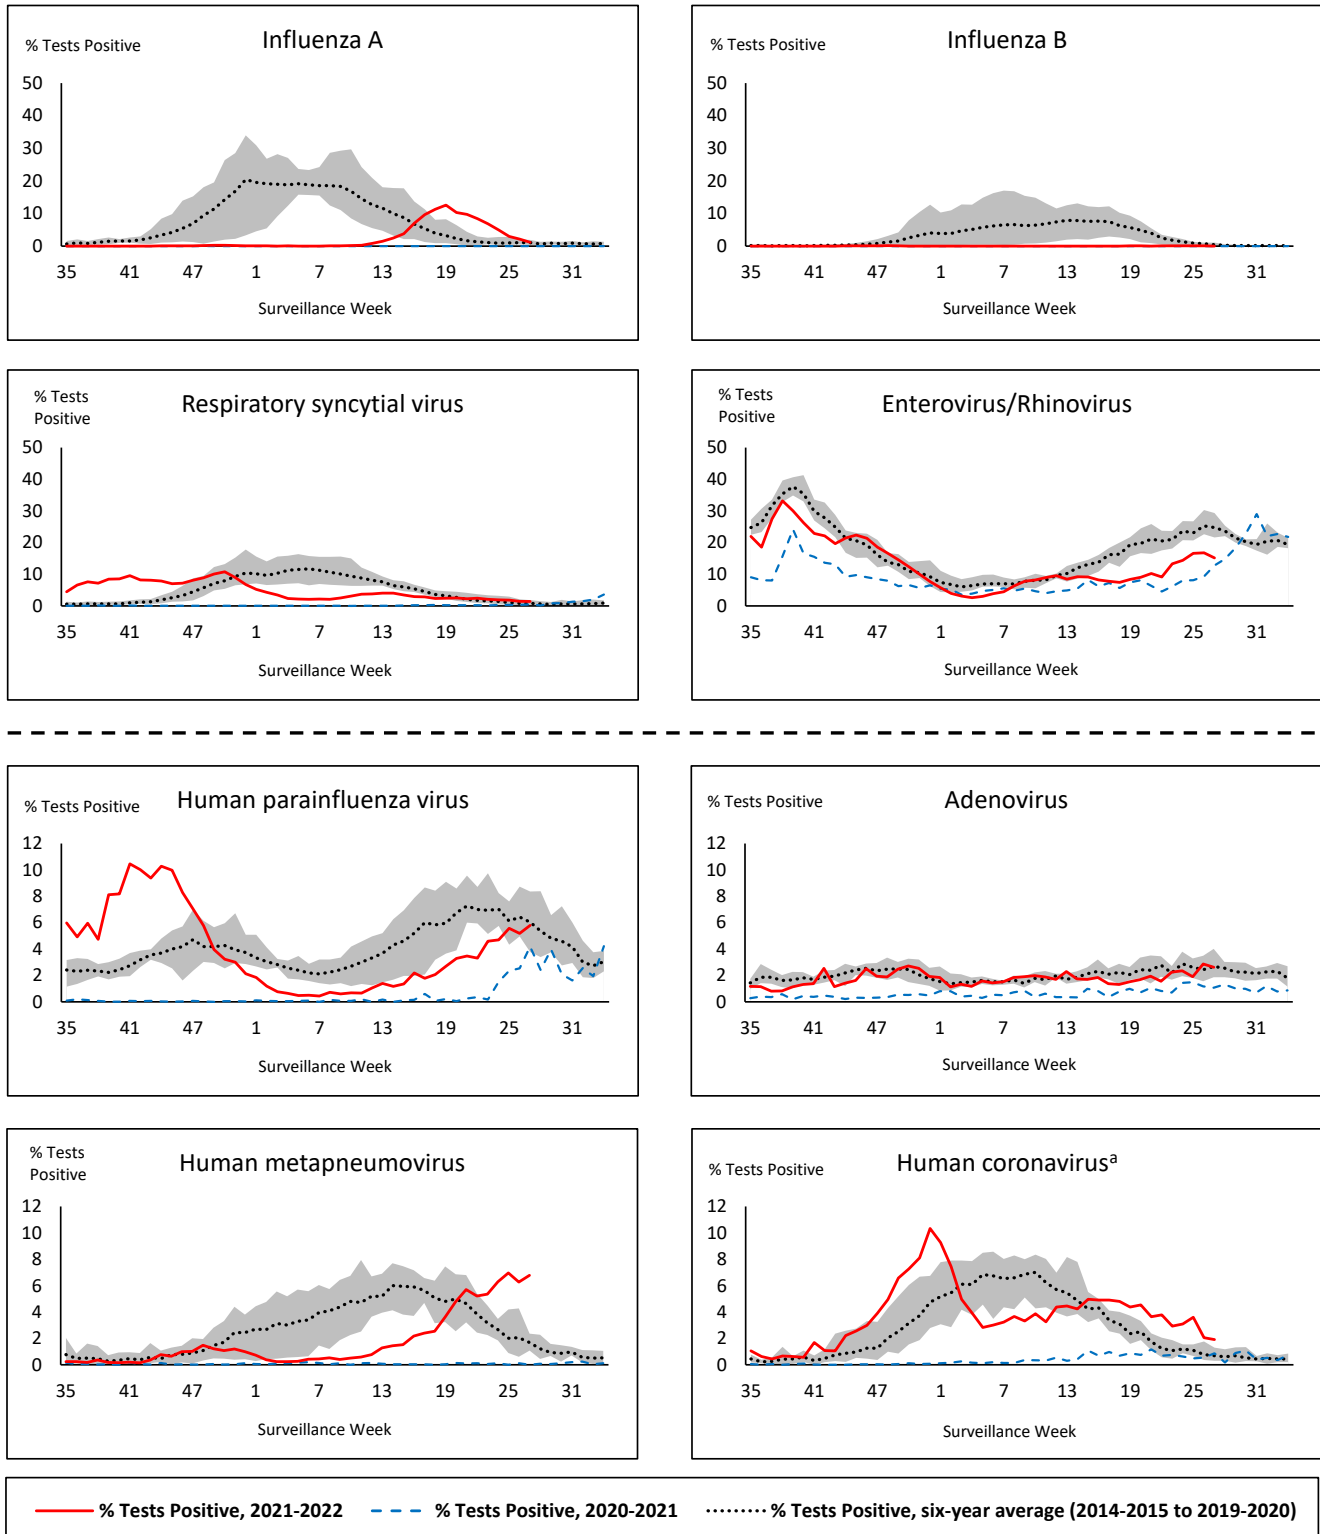 Influenza A
% Tests Positive
50
40
30
20
10
0
35 41 47 1 7 13 19 25 31
Surveillance Week
Influenza B
% Tests Positive
50
40
30
20
10
0
35 41 47 1 7 13 19 25 31
Surveillance Week
Respiratory syncytial virus
% Tests
Positive
50
40
30
20
10
0
35 41 47 1 7 13 19 25 31
Surveillance Week
Enterovirus/Rhinovirus
% Tests
Positive
50
40
30
20
10
0
35 41 47 1 7 13 19 25 31
Surveillance Week
Human parainfluenza virus
% Tests Positive
12
10
8
6
4
2
0
35 41 47 1 7 13 19 25 31
Surveillance Week
Adenovirus
% Tests Positive
12
10
8
6
4
2
0
35 41 47 1 7 13 19 25 31
Surveillance Week
Human metapneumovirus
% Tests
Positive
12
10
8
6
4
2
0
35 41 47 1 7 13 19 25 31
Surveillance Week
Human coronavirusᵃ
% Tests Positive
12
10
8
6
4
2
0
35 41 47 1 7 13 19 25 31
Surveillance Week
% Tests Positive, 2021-2022 % Tests Positive, 2020-2021 % Tests Positive, six-year average (2014-2015 to 2019-2020)